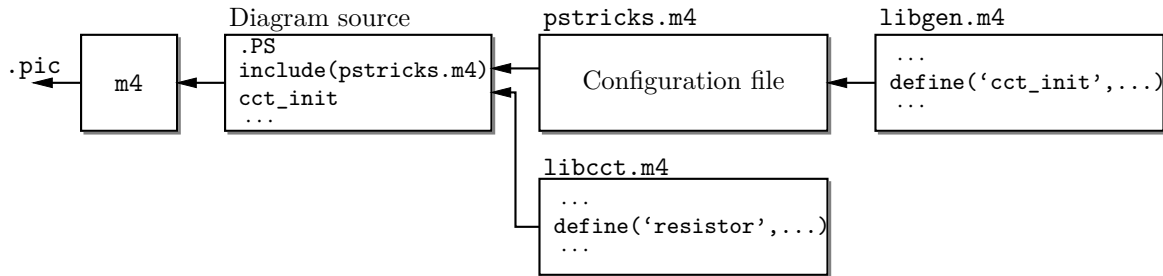 .pic
m4
Diagram source
.PS
include(pstricks.m4)
cct_init
...
pstricks.m4
Configuration file
libgen.m4
...
define(‘cct_init’,...)
...
libcct.m4
...
define(‘resistor’,...)
...